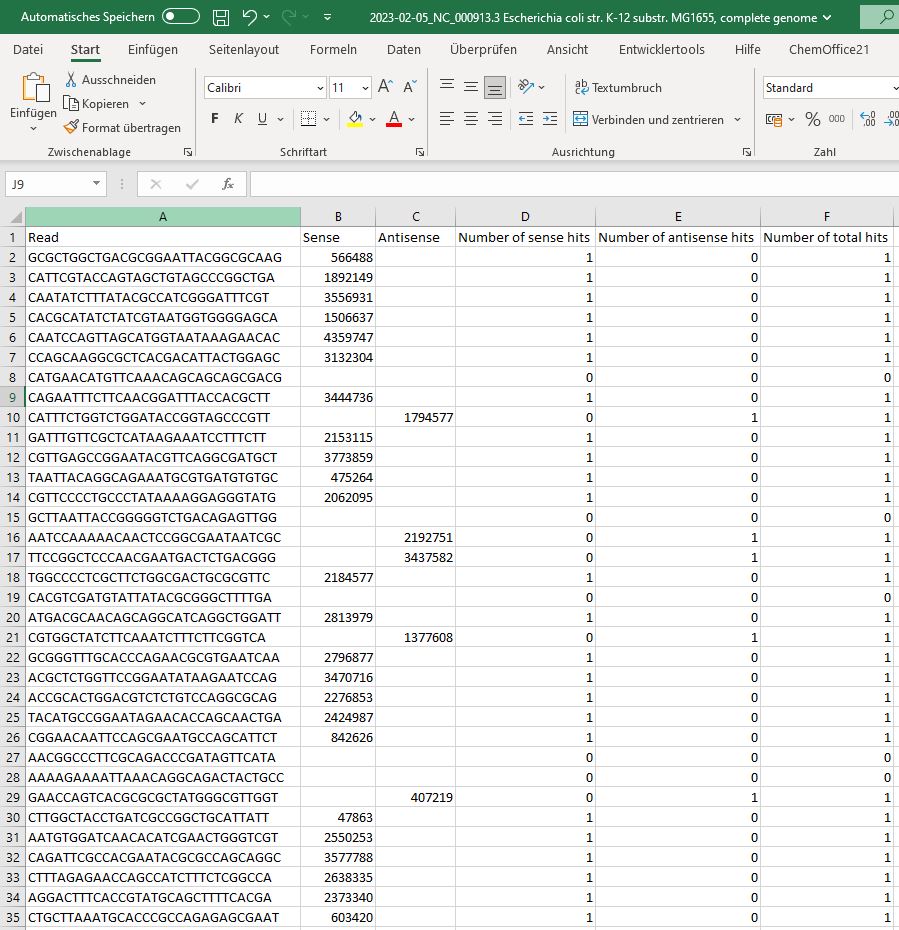 Automatisches Speichern 2023-02-05_NC_000913.3 Escherichia coli str. K-12 substr. MG1655, complete genome
Datei Start Einfügen Seitenlayout Formeln Daten Überprüfen Ansicht Entwicklertools Hilfe ChemOffice21
Einfügen
Ausschneiden
Kopieren
Format übertragen
Zwischenablage
Calibri 11
F K U
Schriftart
Textumbruch
Verbinden und zentrieren
Ausrichtung
Standard
% 000
Zahl
J9 fx
A B C D E F
1 Read Sense Antisense Number of sense hits Number of antisense hits Number of total hits
2 GCGCTGGCTGACGCGGAATTACGGCGCAAG 566488 1 0 1
3 CATTCGTACCAGTAGCTGTAGCCCGGCTGA 1892149 1 0 1
4 CAATATCTTTATACGCCATCGGGATTTCGT 3556931 1 0 1
5 CACGCATATCTATCGTAATGGTGGGGAGCA 1506637 1 0 1
6 CAATCCAGTTAGCATGGTAATAAAGAACAC 4359747 1 0 1
7 CCAGCAAGGCGCTCACGACATTACTGGAGC 3132304 1 0 1
8 CATGAACATGTTCAAACAGCAGCAGCGACG 0 0 0
9 CAGAATTTCTTCAACGGATTTACCACGCTT 3444736 1 0 1
10 CATTTCTGGTCTGGATACCGGTAGCCCGTT 1794577 0 1 1
11 GATTTGTTCGCTCATAAGAAATCCTTTCTT 2153115 1 0 1
12 CGTTGAGCCGGAATACGTTCAGGCGATGCT 3773859 1 0 1
13 TAATTACAGGCAGAAATGCGTGATGTGTGC 475264 1 0 1
14 CGTTCCCCTGCCCTATAAAAGGAGGGTATG 2062095 1 0 1
15 GCTTAATTACCGGGGGTCTGACAGAGTTGG 0 0 0
16 AATCCAAAAACAACTCCGGCGAATAATCGC 2192751 0 1 1
17 TTCCGGCTCCCAACGAATGACTCTGACGGG 3437582 0 1 1
18 TGGCCCCTCGCTTCTGGCGACTGCGCGTTC 2184577 1 0 1
19 CACGTCGATGTATTATACGCGGGCTTTTGA 0 0 0
20 ATGACGCAACAGCAGGCATCAGGCTGGATT 2813979 1 0 1
21 CGTGGCTATCTTCAAATCTTTCTTCGGTCA 1377608 0 1 1
22 GCGGGTTTGCACCCAGAACGCGTGAATCAA 2796877 1 0 1
23 ACGCTCTGGTTCCGGAATATAAGAATCCAG 3470716 1 0 1
24 ACCGCACTGGACGTCTCTGTCCAGGCGCAG 2276853 1 0 1
25 TACATGCCGGAATAGAACACCAGCAACTGA 2424987 1 0 1
26 CGGAACAATTCCAGCGAATGCCAGCATTCT 842626 1 0 1
27 AACGGCCCTTCGCAGACCCGATAGTTCATA 0 0 0
28 AAAAGAAAATTAAACAGGCAGACTACTGCC 0 0 0
29 GAACCAGTCACGCGCGCTATGGGCGTTGGT 407219 0 1 1
30 CTTGGCTACCTGATCGCCGGCTGCATTATT 47863 1 0 1
31 AATGTGGATCAACACATCGAACTGGGTCGT 2550253 1 0 1
32 CAGATTCGCCACGAATACGCGCCAGCAGGC 3577788 1 0 1
33 CTTTAGAGAACCAGCCATCTTTCTCGGCCA 2638335 1 0 1
34 AGGACTTTCACCGTATGCAGCTTTTCACGA 2373340 1 0 1
35 CTGCTTAAATGCACCCGCCAGAGAGCGAAT 603420 1 0 1